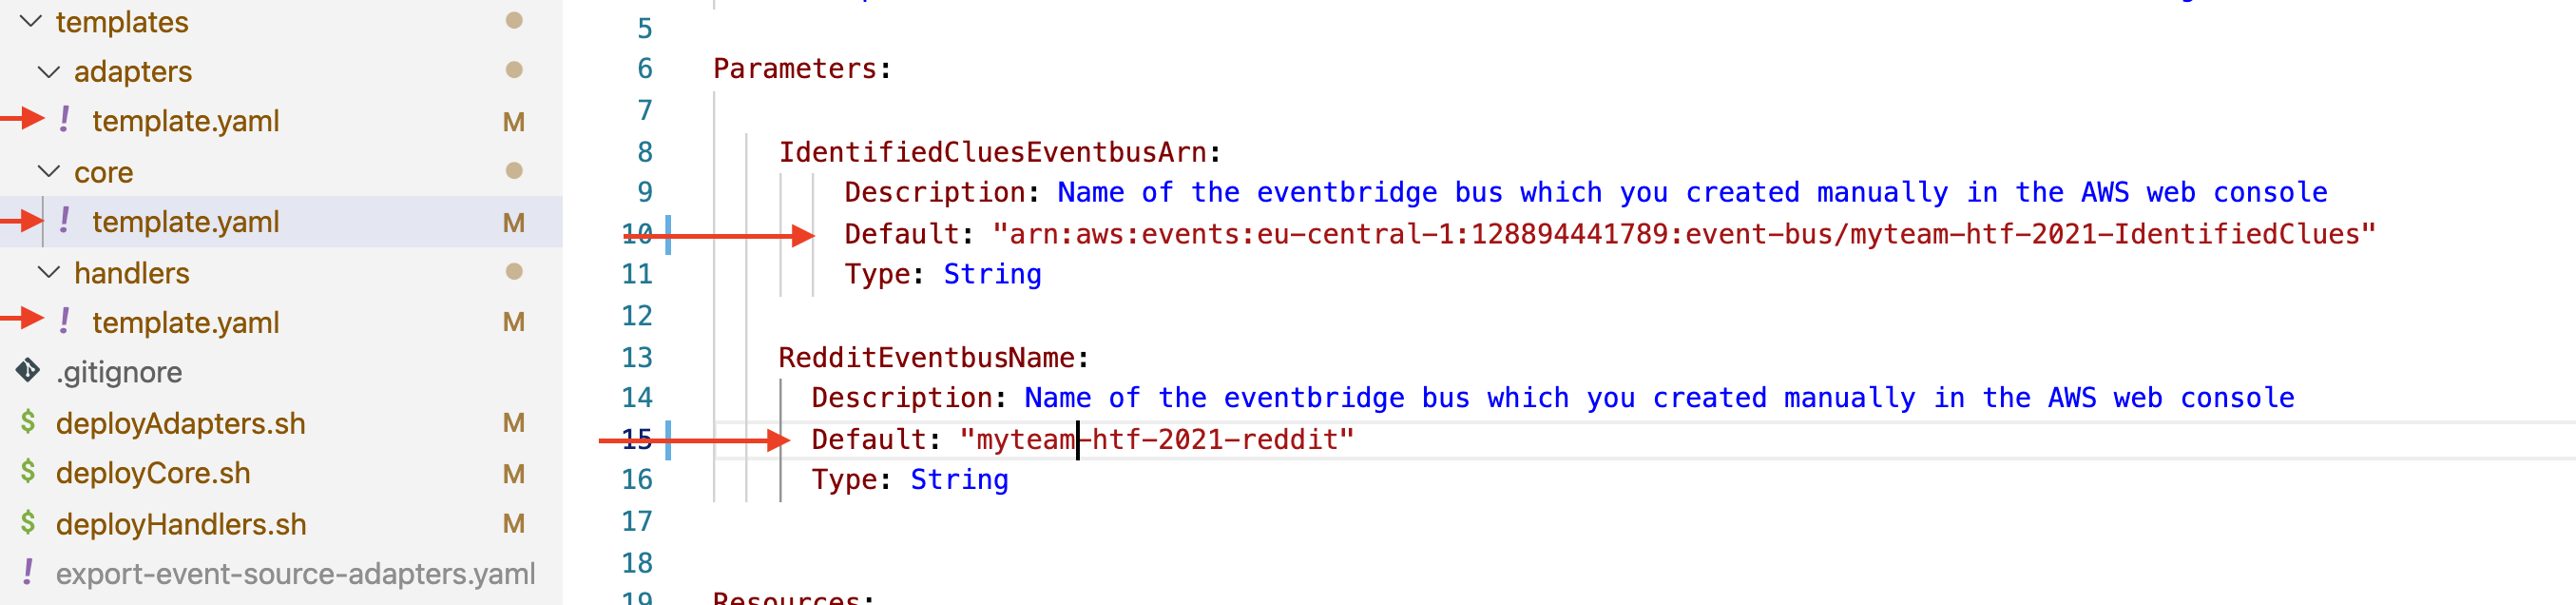 templates
adapters
! template.yaml M
core
! template.yaml M
handlers
! template.yaml M
.gitignore
$ deployAdapters.sh M
$ deployCore.sh M
$ deployHandlers.sh M
! export-event-source-adapters.yaml
5
6 Parameters:
7
8 IdentifiedCluesEventbusArn:
9 Description: Name of the eventbridge bus which you created manually in the AWS web console
10 Default: "arn:aws:events:eu-central-1:128894441789:event-bus/myteam-htf-2021-IdentifiedClues"
11 Type: String
12
13 RedditEventbusName:
14 Description: Name of the eventbridge bus which you created manually in the AWS web console
15 Default: "myteam-htf-2021-reddit"
16 Type: String
17
18
19 Resources: